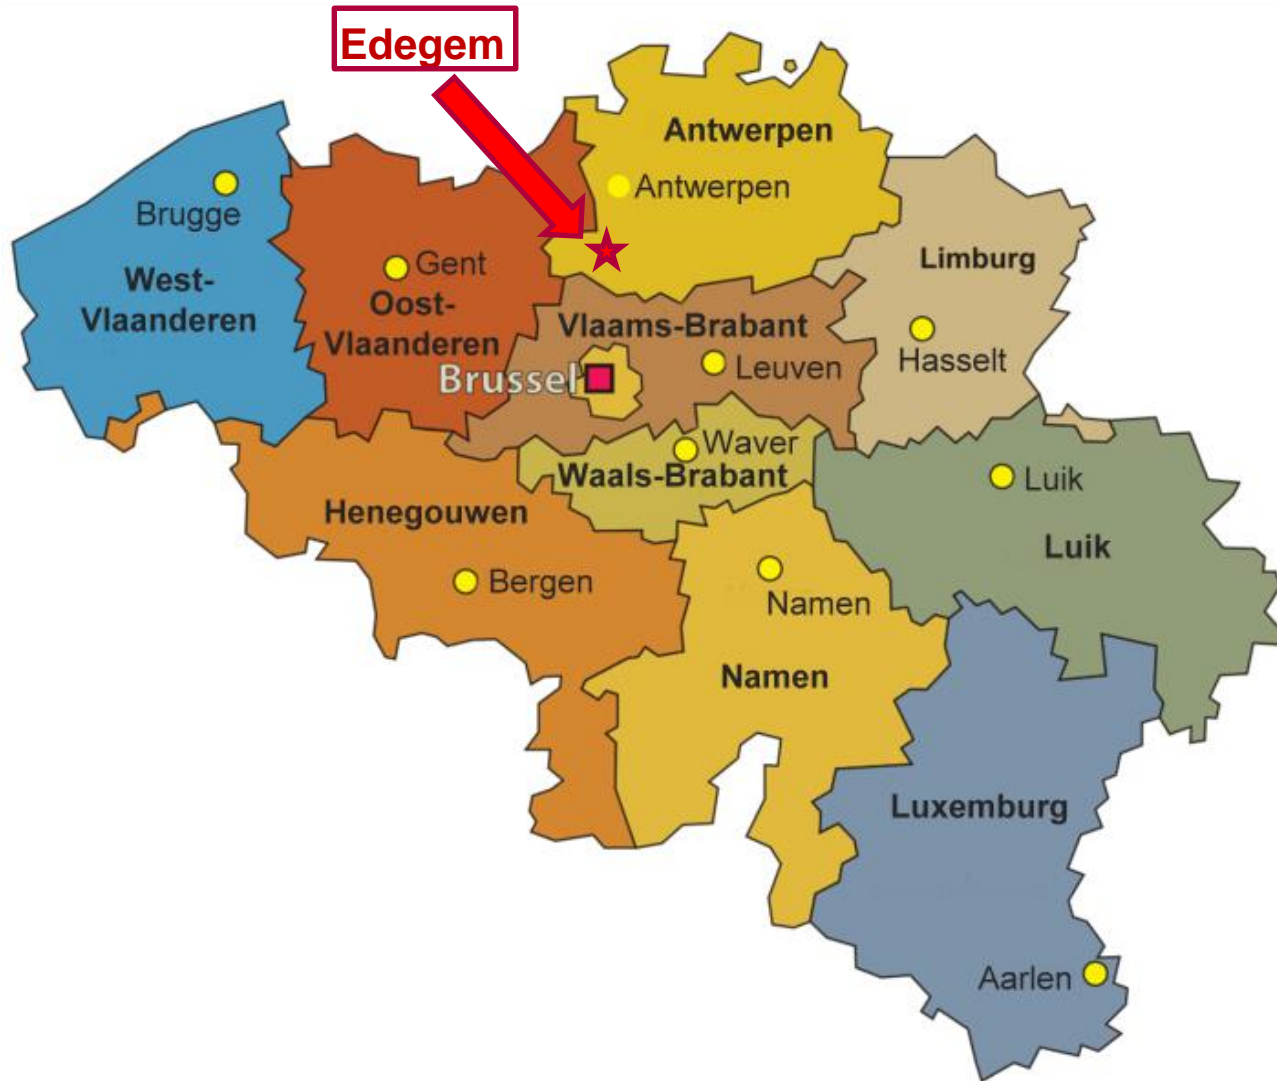 Edegem
Antwerpen
Antwerpen
Brugge
West-
Vlaanderen
Gent
Oost-
Vlaanderen
Limburg
Hasselt
Vlaams-Brabant
Leuven
Brussel
Waver
Waals-Brabant
Henegouwen
Bergen
Luik
Luik
Namen
Namen
Luxemburg
Aarlen